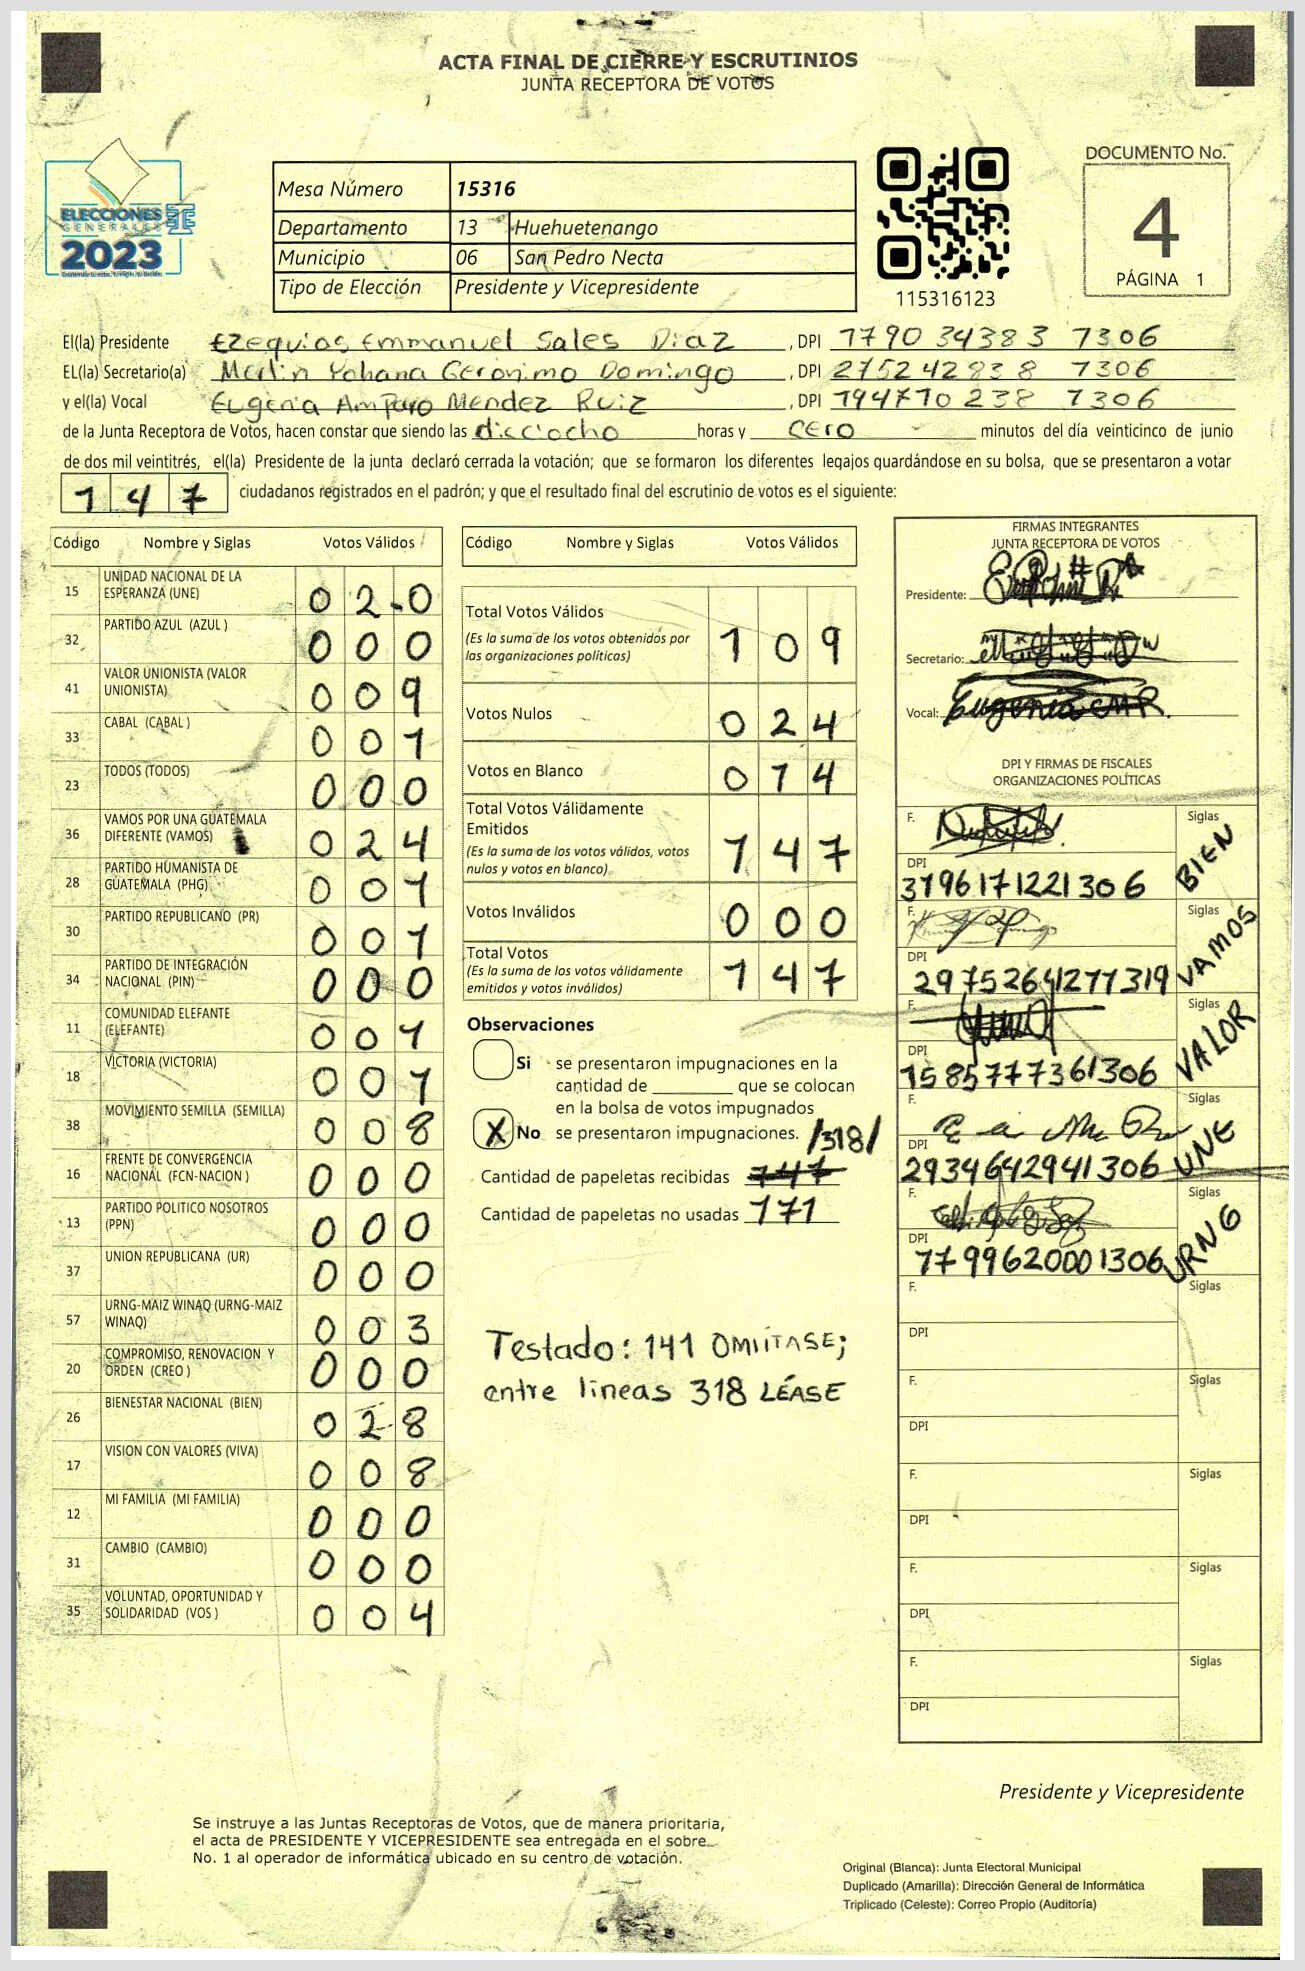 ACTA FINAL DE CIERRE Y ESCRUTINIOS
JUNTA RECEPTORA DE VOTOS
ELECCIONES
GENERALES
2023
Mesa Número 15316
Departamento 13 Huehuetenango
Municipio 06 San Pedro Necta
Tipo de Elección Presidente y Vicepresidente
115316123
DOCUMENTO No.
4
PÁGINA 1
El(la) Presidente Ezequias Emmanuel Sales Diaz, DPI 1790 34383 1306
EL(la) Secretario(a) Merlin Yohana Geronimo Domingo, DPI 2752 42838 1306
y el(la) Vocal Eugenia Amparo Mendez Ruiz, DPI 1947 10238 1306
de la Junta Receptora de Votos, hacen constar que siendo las dieciocho horas y cero minutos del día veinticinco de junio
de dos mil veintitrés, el(la) Presidente de la junta declaró cerrada la votación; que se formaron los diferentes legajos guardándose en su bolsa, que se presentaron a votar
147 ciudadanos registrados en el padrón; y que el resultado final del escrutinio de votos es el siguiente:
Código Nombre y Siglas Votos Válidos
15 UNIDAD NACIONAL DE LA
ESPERANZA (UNE) 0 2 0
32 PARTIDO AZUL (AZUL ) 0 0 0
41 VALOR UNIONISTA (VALOR
UNIONISTA) 0 0 9
33 CABAL (CABAL ) 0 0 1
23 TODOS (TODOS) 0 0 0
36 VAMOS POR UNA GUATEMALA
DIFERENTE (VAMOS) 0 2 4
28 PARTIDO HUMANISTA DE
GUATEMALA (PHG) 0 0 1
30 PARTIDO REPUBLICANO (PR) 0 0 1
34 PARTIDO DE INTEGRACIÓN
NACIONAL (PIN) 0 0 0
11 COMUNIDAD ELEFANTE
(ELEFANTE) 0 0 1
18 VICTORIA (VICTORIA) 0 0 1
38 MOVIMIENTO SEMILLA (SEMILLA) 0 0 8
16 FRENTE DE CONVERGENCIA
NACIONAL (FCN-NACION ) 0 0 0
13 PARTIDO POLITICO NOSOTROS
(PPN) 0 0 0
37 UNION REPUBLICANA (UR) 0 0 0
57 URNG-MAIZ WINAQ (URNG-MAIZ
WINAQ) 0 0 3
20 COMPROMISO, RENOVACION Y
ORDEN (CREO ) 0 0 0
26 BIENESTAR NACIONAL (BIEN) 0 2 8
17 VISION CON VALORES (VIVA) 0 0 8
12 MI FAMILIA (MI FAMILIA) 0 0 0
31 CAMBIO (CAMBIO) 0 0 0
35 VOLUNTAD, OPORTUNIDAD Y
SOLIDARIDAD (VOS ) 0 0 4
Código Nombre y Siglas Votos Válidos
Total Votos Válidos 1 0 9
(Es la suma de los votos obtenidos por
las organizaciones políticas)
Votos Nulos 0 2 4
Votos en Blanco 0 1 4
Total Votos Válidamente
Emitidos 1 4 7
(Es la suma de los votos válidos, votos
nulos y votos en blanco)
Votos Inválidos 0 0 0
Total Votos 1 4 7
(Es la suma de los votos válidamente
emitidos y votos inválidos)
Observaciones
Si se presentaron impugnaciones en la
cantidad de que se colocan
en la bolsa de votos impugnados
X No se presentaron impugnaciones. /318/
Cantidad de papeletas recibidas 147
Cantidad de papeletas no usadas 171
Testado: 141 OMIÍTASE;
entre lineas 318 LÉASE
FIRMAS INTEGRANTES
JUNTA RECEPTORA DE VOTOS
Presidente:
Secretario:
Vocal: Eugenia AMR.
DPI Y FIRMAS DE FISCALES
ORGANIZACIONES POLÍTICAS
F. Siglas BIEN
DPI
3196171221306
F. Siglas VAMOS
DPI
2975264127​7319
F. Siglas VALOR
DPI
1585777361306
F. Siglas UNE
DPI
2934642941306
F. Siglas URNG
DPI
1799620001306
F. Siglas
DPI
F. Siglas
DPI
F. Siglas
DPI
F. Siglas
DPI
F. Siglas
DPI
Presidente y Vicepresidente
Se instruye a las Juntas Receptoras de Votos, que de manera prioritaria,
el acta de PRESIDENTE Y VICEPRESIDENTE sea entregada en el sobre
No. 1 al operador de informática ubicado en su centro de votación.
Original (Blanca): Junta Electoral Municipal
Duplicado (Amarilla): Dirección General de Informática
Triplicado (Celeste): Correo Propio (Auditoría)